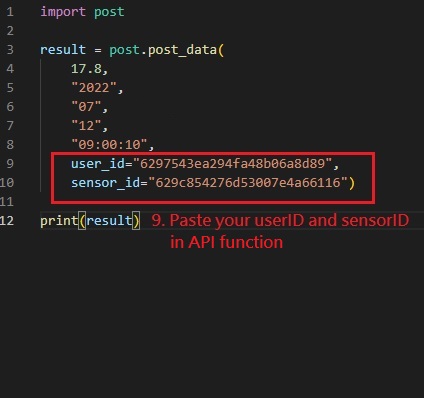 1 import post
2
3 result = post.post_data(
4 17.8,
5 "2022",
6 "07",
7 "12",
8 "09:00:10",
9 user_id="6297543ea294fa48b06a8d89",
10 sensor_id="629c854276d53007e4a66116")
11
12 print(result) 9. Paste your userID and sensorID
in API function